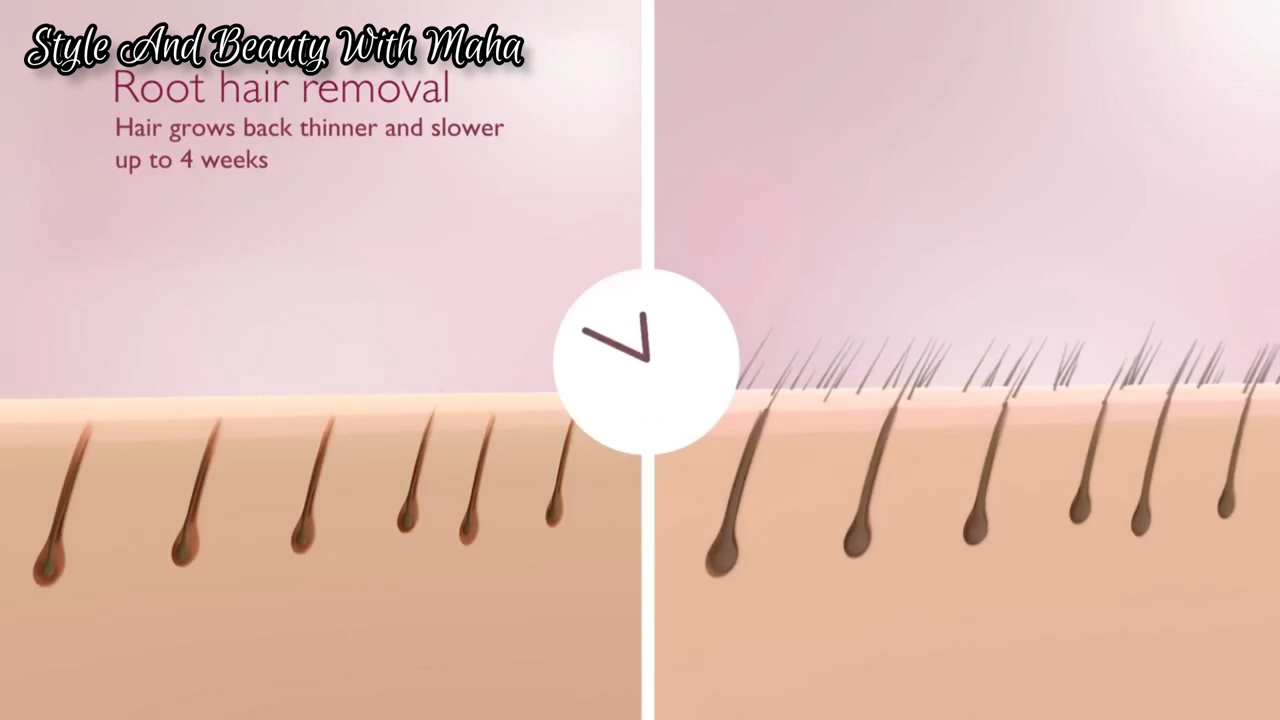 Style And Beauty With Maha
Root hair removal
Hair grows back thinner and slower
up to 4 weeks